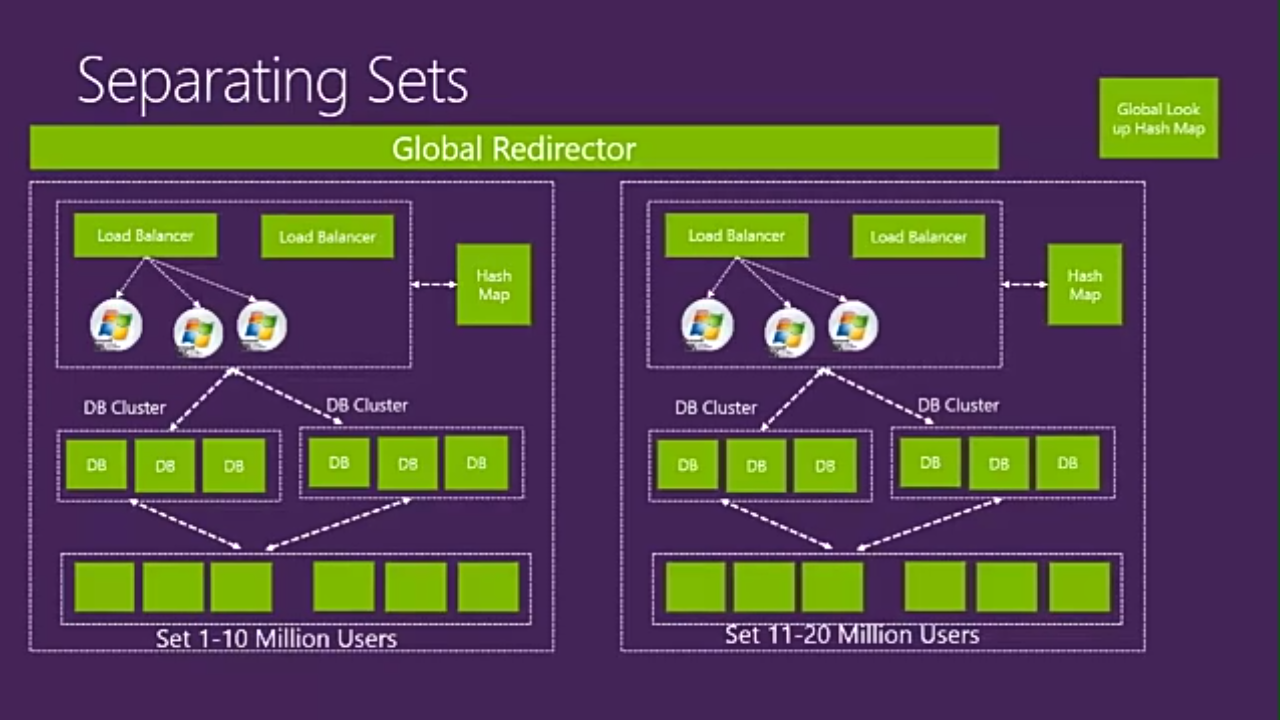 Separating Sets
Global Look
up Hash Map
Global Redirector
Load Balancer
Load Balancer
Hash
Map
DB Cluster
DB Cluster
DB
DB
DB
DB
DB
DB
Set 1-10 Million Users
Load Balancer
Load Balancer
Hash
Map
DB Cluster
DB Cluster
DB
DB
DB
DB
DB
DB
Set 11-20 Million Users